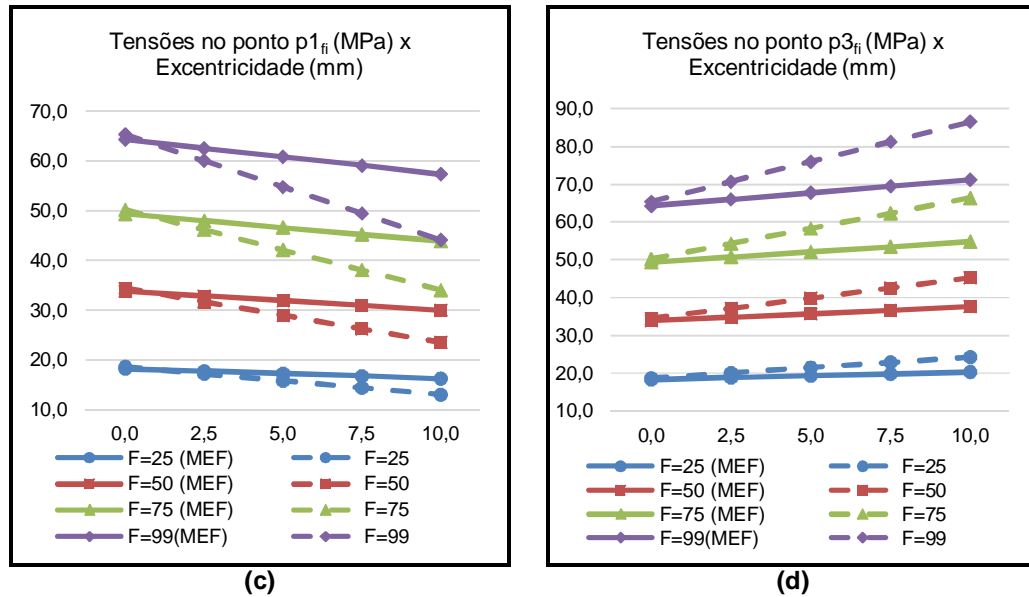 Tensões no ponto p1fi (MPa) x
Excentricidade (mm)
70,0
60,0
50,0
40,0
30,0
20,0
10,0
0,0 2,5 5,0 7,5 10,0
F=25 (MEF) F=25
F=50 (MEF) F=50
F=75 (MEF) F=75
F=99(MEF) F=99
(c)
Tensões no ponto p3fi (MPa) x
Excentricidade (mm)
90,0
80,0
70,0
60,0
50,0
40,0
30,0
20,0
10,0
0,0 2,5 5,0 7,5 10,0
F=25 (MEF) F=25
F=50 (MEF) F=50
F=75 (MEF) F=75
F=99(MEF) F=99
(d)